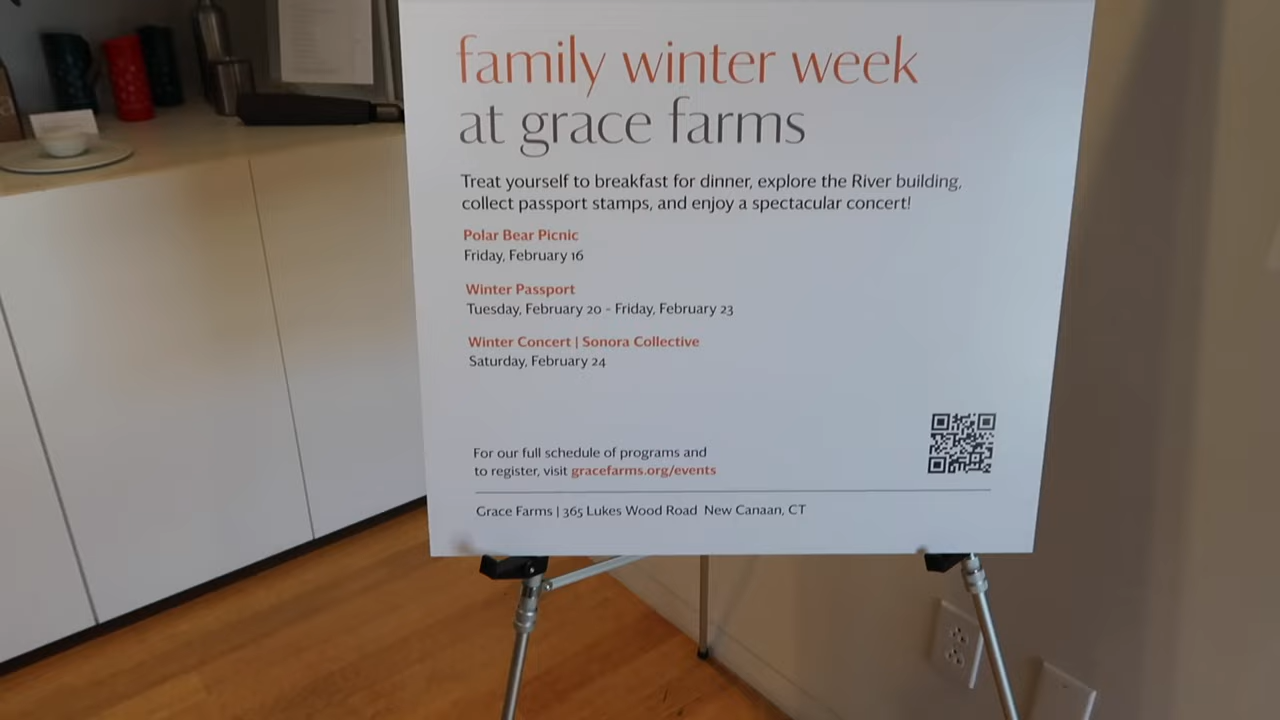 family winter week
at grace farms
Treat yourself to breakfast for dinner, explore the River building,
collect passport stamps, and enjoy a spectacular concert!
Polar Bear Picnic
Friday, February 16
Winter Passport
Tuesday, February 20 - Friday, February 23
Winter Concert | Sonora Collective
Saturday, February 24
For our full schedule of programs and
to register, visit gracefarms.org/events
Grace Farms | 365 Lukes Wood Road New Canaan, CT